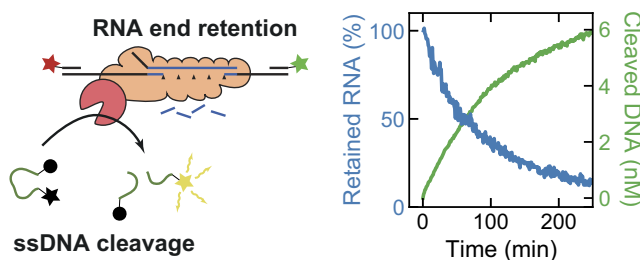 RNA end retention
ssDNA cleavage
Retained RNA (%)
100
50
0
0
100
200
Time (min)
6
4
2
0
Cleaved DNA (nM)